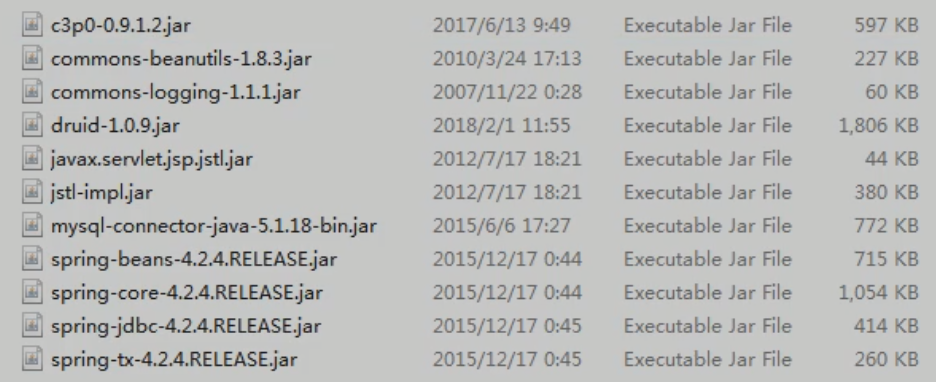 c3p0-0.9.1.2.jar 2017/6/13 9:49 Executable Jar File 597 KB
commons-beanutils-1.8.3.jar 2010/3/24 17:13 Executable Jar File 227 KB
commons-logging-1.1.1.jar 2007/11/22 0:28 Executable Jar File 60 KB
druid-1.0.9.jar 2018/2/1 11:55 Executable Jar File 1,806 KB
javax.servlet.jsp.jstl.jar 2012/7/17 18:21 Executable Jar File 44 KB
jstl-impl.jar 2012/7/17 18:21 Executable Jar File 380 KB
mysql-connector-java-5.1.18-bin.jar 2015/6/6 17:27 Executable Jar File 772 KB
spring-beans-4.2.4.RELEASE.jar 2015/12/17 0:44 Executable Jar File 715 KB
spring-core-4.2.4.RELEASE.jar 2015/12/17 0:44 Executable Jar File 1,054 KB
spring-jdbc-4.2.4.RELEASE.jar 2015/12/17 0:45 Executable Jar File 414 KB
spring-tx-4.2.4.RELEASE.jar 2015/12/17 0:45 Executable Jar File 260 KB